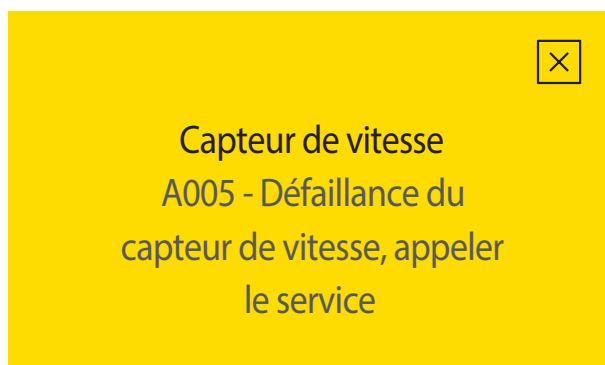 Capteur de vitesse
A005 - Défaillance du
capteur de vitesse, appeler
le service